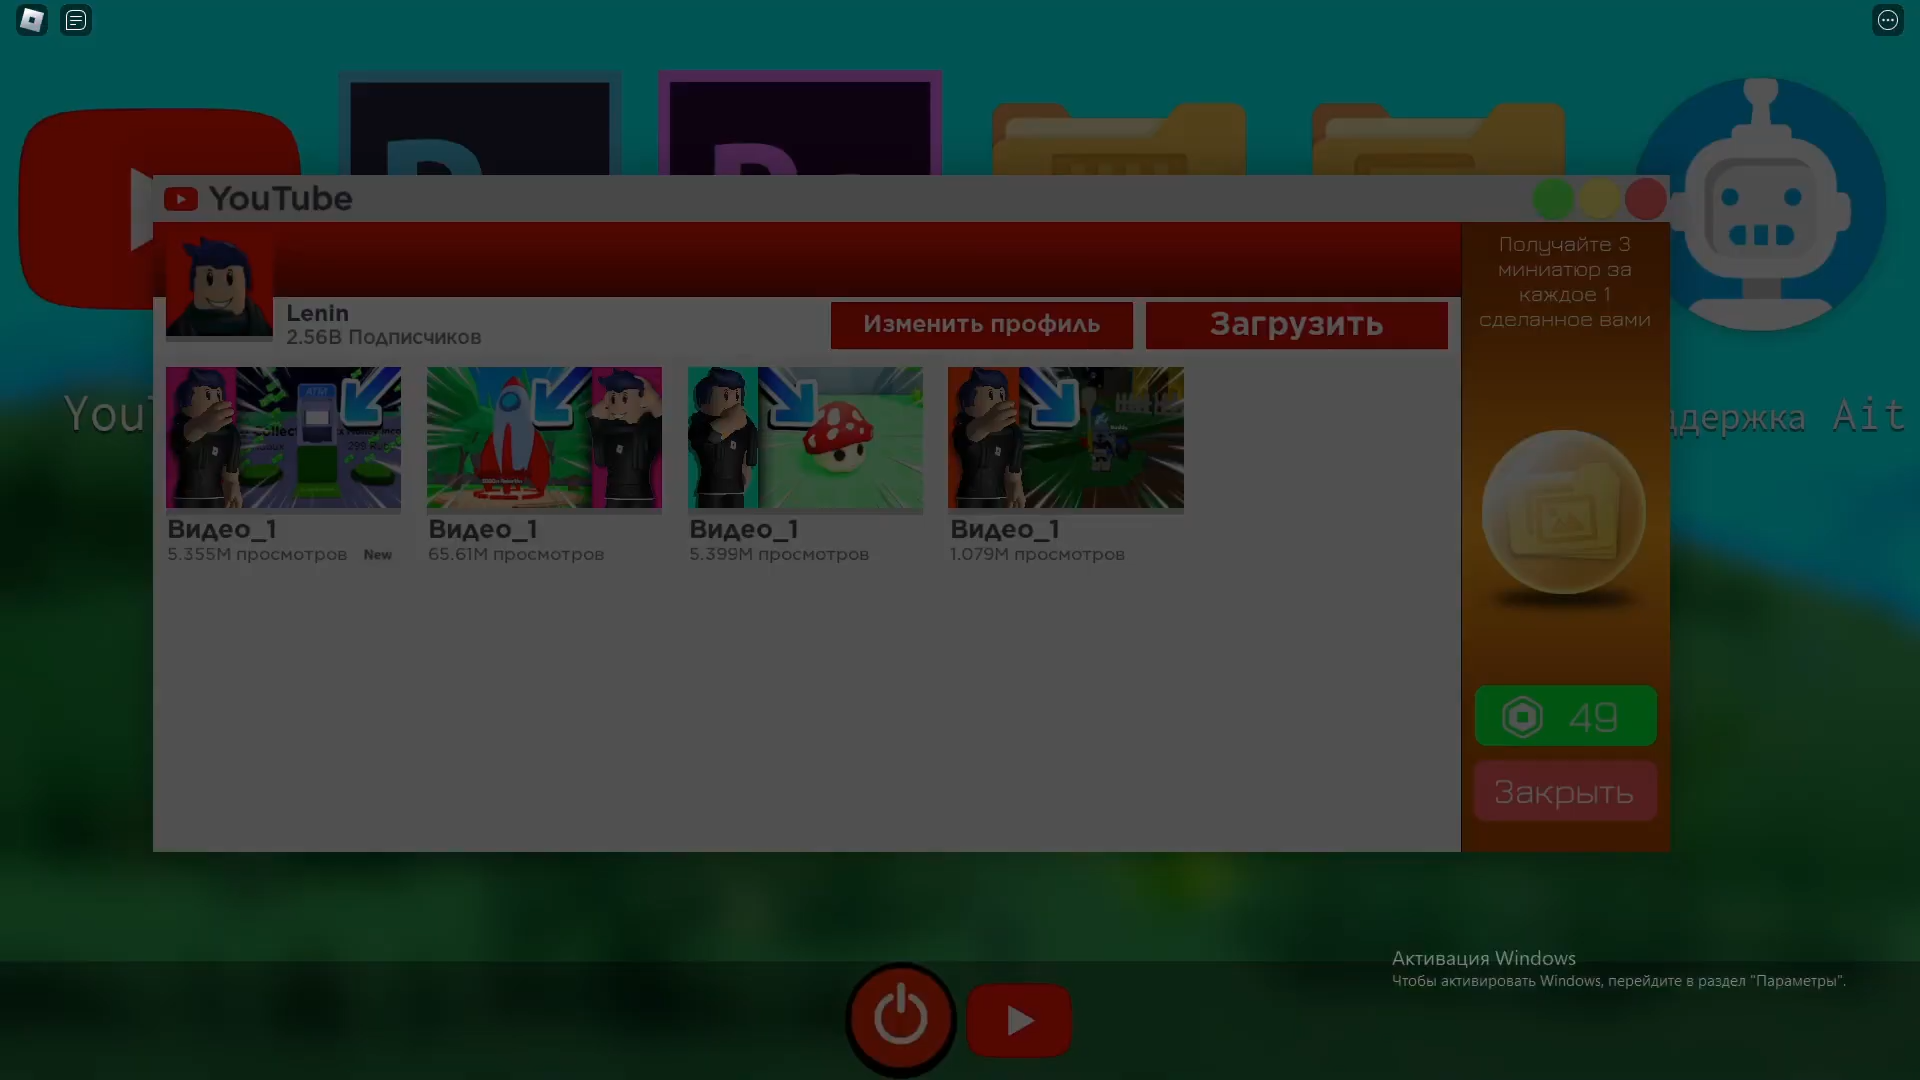 YouTube
Получайте 3
миниатюр за
каждое 1
сделанное вами
Lenin
2.56B Подписчиков
Изменить профиль
Загрузить
ATM
Видео_1
5.355M просмотров New
Видео_1
65.61M просмотров
Видео_1
5.399M просмотров
Видео_1
1.079M просмотров
Ait
49
Закрыть
Активация Windows
Чтобы активировать Windows, перейдите в раздел "Параметры".